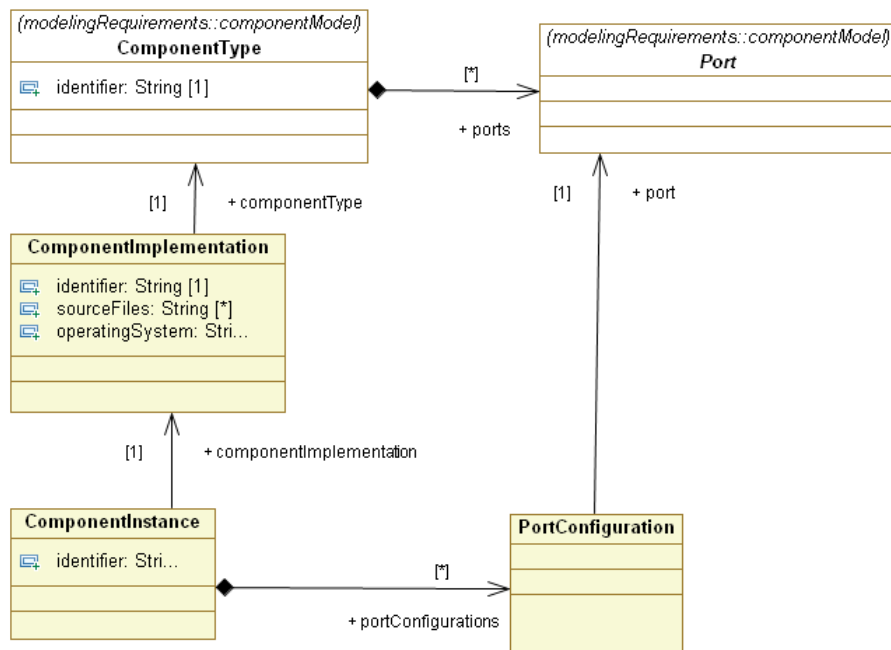 (modelingRequirements::componentModel)
ComponentType
identifier: String [1]
(modelingRequirements::componentModel)
Port
[*]
+ ports
[1]
+ componentType
[1]
+ port
ComponentImplementation
identifier: String [1]
sourceFiles: String [*]
operatingSystem: Stri...
[1]
+ componentImplementation
ComponentInstance
identifier: Stri...
[*]
+ portConfigurations
PortConfiguration